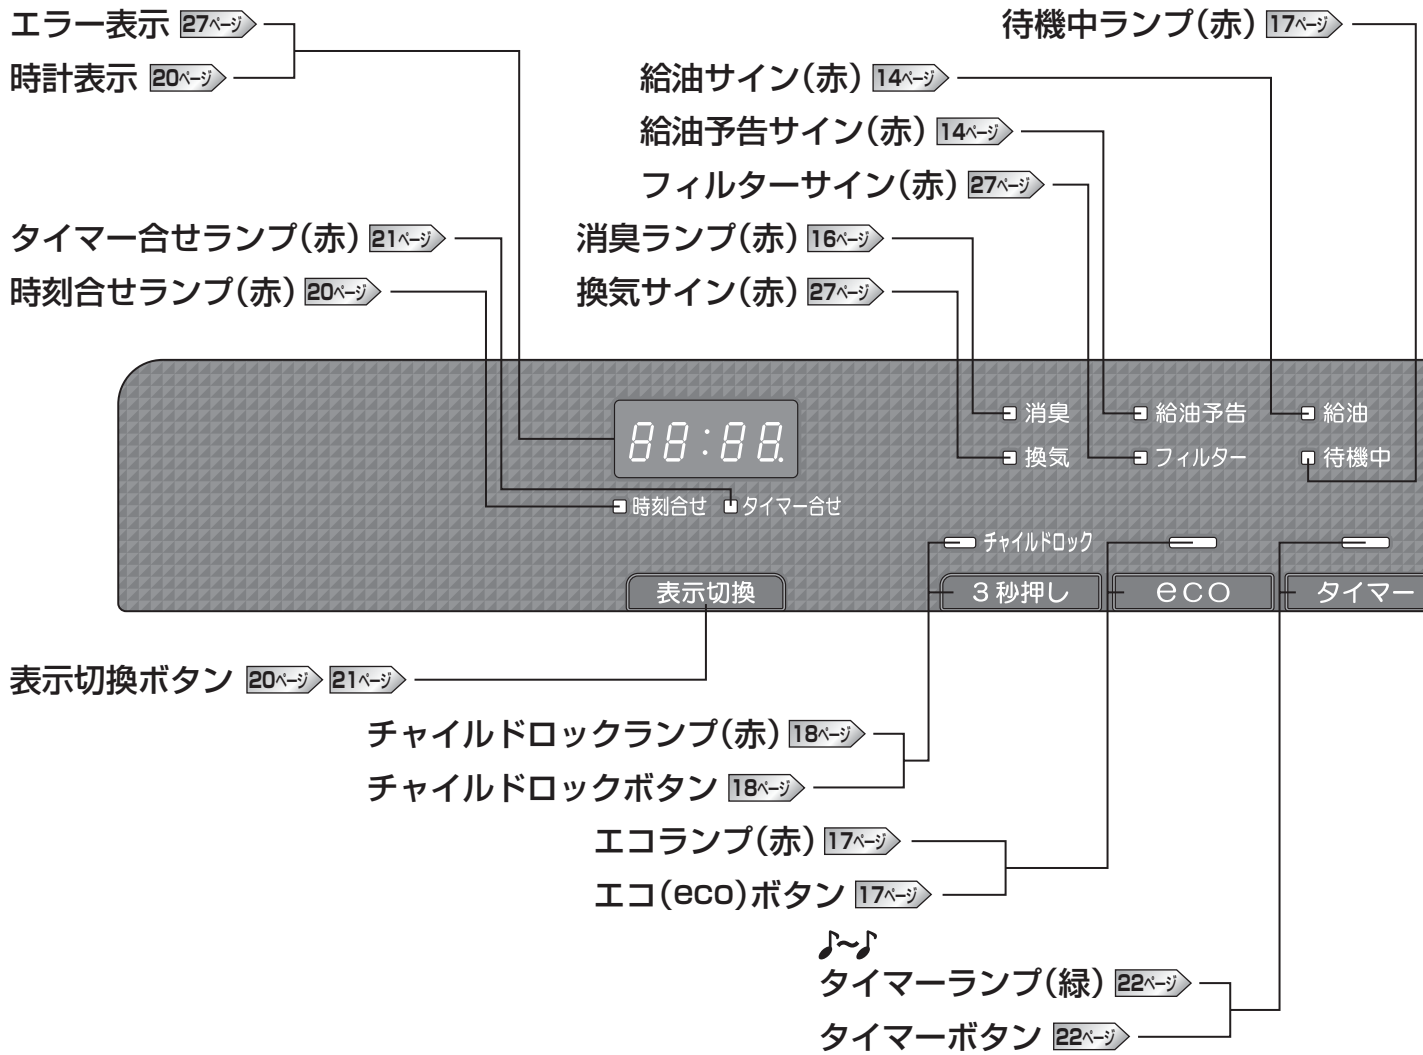 エラー表示 27ページ
待機中ランプ(赤) 17ページ
時計表示 20ページ
給油サイン(赤) 14ページ
給油予告サイン(赤) 14ページ
フィルターサイン(赤) 27ページ
タイマー合せランプ(赤) 21ページ
消臭ランプ(赤) 16ページ
時刻合せランプ(赤) 20ページ
換気サイン(赤) 27ページ
消臭 給油予告 給油
88:88.
換気 フィルター 待機中
時刻合せ タイマー合せ
チャイルドロック
表示切換 3秒押し eco タイマー
表示切換ボタン 20ページ 21ページ
チャイルドロックランプ(赤) 18ページ
チャイルドロックボタン 18ページ
エコランプ(赤) 17ページ
エコ(eco)ボタン 17ページ
♪〜♪
タイマーランプ(緑) 22ページ
タイマーボタン 22ページ